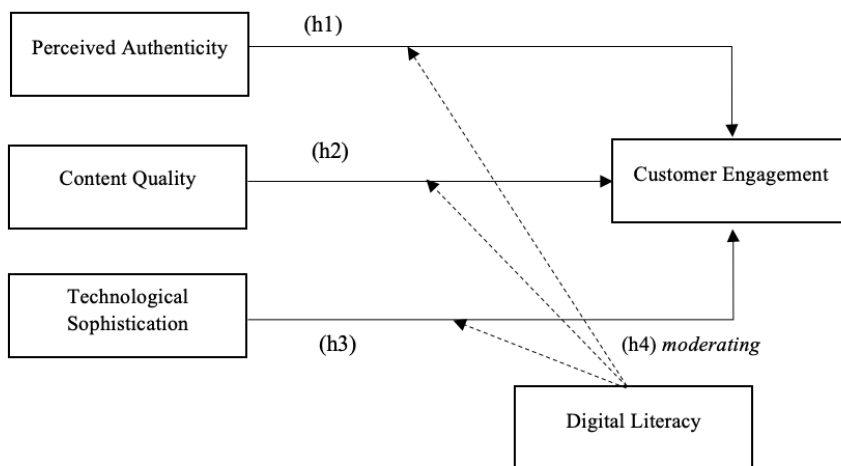 (h1)
Perceived Authenticity
(h2)
Content Quality
Customer Engagement
Technological
Sophistication
(h3)
(h4) moderating
Digital Literacy